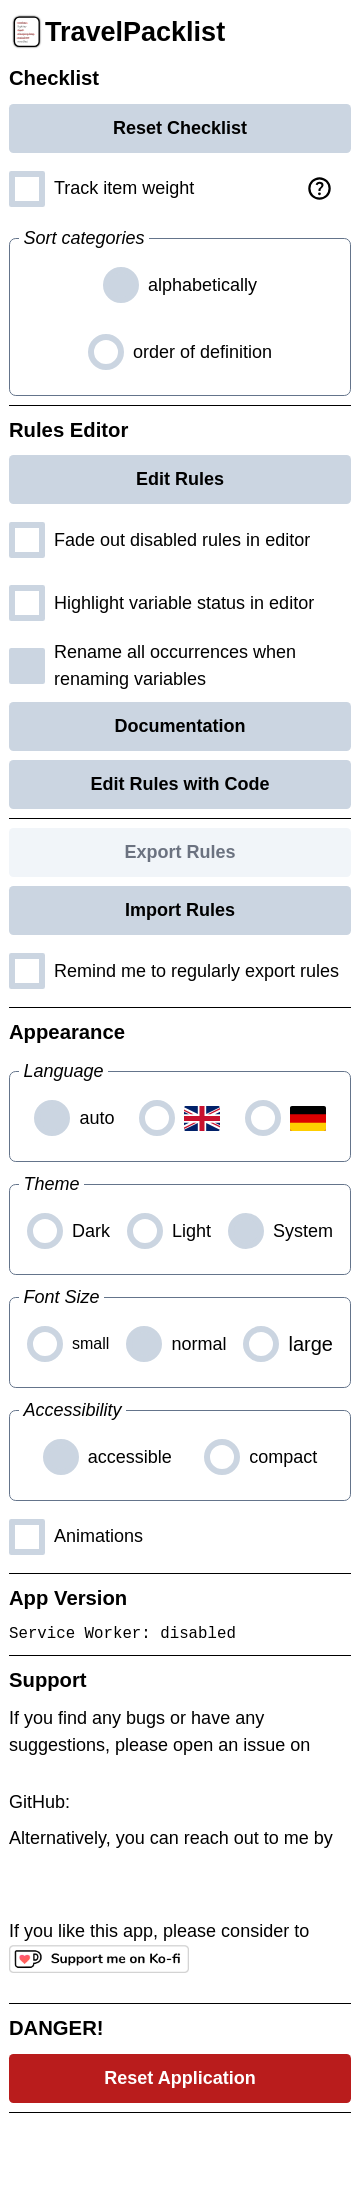 TravelPacklist
Checklist
Reset Checklist
Track item weight
Sort categories
alphabetically
order of definition
Rules Editor
Edit Rules
Fade out disabled rules in editor
Highlight variable status in editor
Rename all occurrences when
renaming variables
Documentation
Edit Rules with Code
Export Rules
Import Rules
Remind me to regularly export rules
Appearance
Language
auto
Theme
Dark Light System
Font Size
small normal large
Accessibility
accessible compact
Animations
App Version
Service Worker: disabled
Support
If you find any bugs or have any
suggestions, please open an issue on
GitHub:
Alternatively, you can reach out to me by
If you like this app, please consider to
Support me on Ko-fi
DANGER!
Reset Application